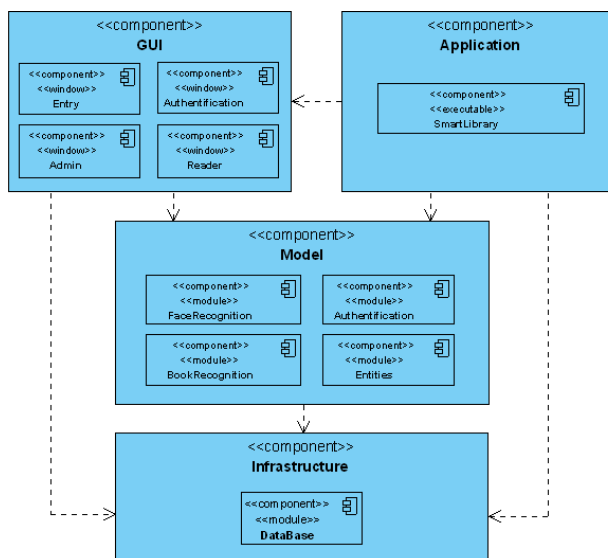 <<component>>
GUI
<<component>>
<<window>>
Entry
<<component>>
<<window>>
Authentification
<<component>>
<<window>>
Admin
<<component>>
<<window>>
Reader
<<component>>
Application
<<component>>
<<executable>>
SmartLibrary
<<component>>
Model
<<component>>
<<module>>
FaceRecognition
<<component>>
<<module>>
Authentification
<<component>>
<<module>>
BookRecognition
<<component>>
<<module>>
Entities
<<component>>
Infrastructure
<<component>>
<<module>>
DataBase